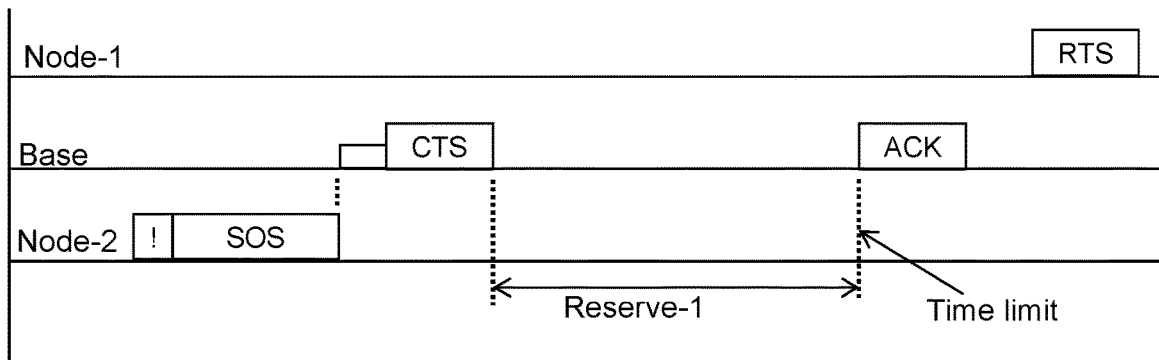 Node-1
RTS
Base
CTS
ACK
Node-2
!
SOS
Reserve-1
Time limit